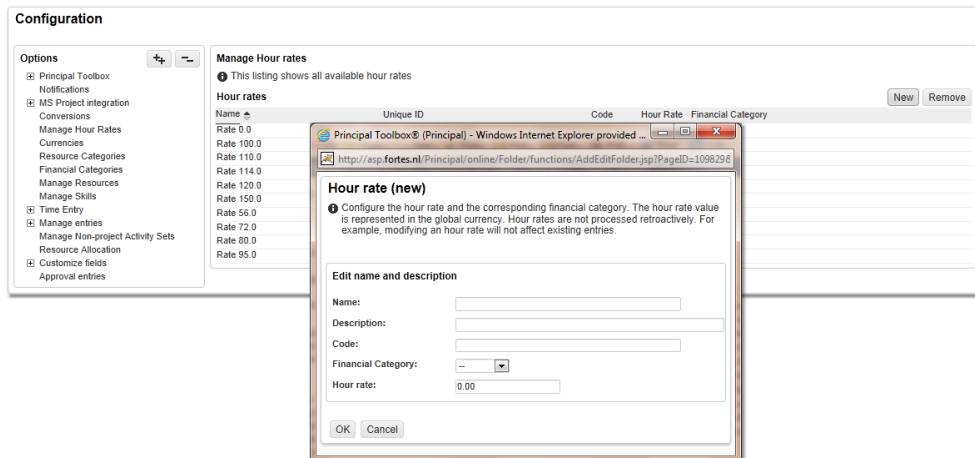 Configuration
Options
Principal Toolbox
Notifications
MS Project integration
Conversions
Manage Hour Rates
Currencies
Resource Categories
Financial Categories
Manage Resources
Manage Skills
Time Entry
Manage entries
Manage Non-project Activity Sets
Resource Allocation
Customize fields
Approval entries
Manage Hour rates
This listing shows all available hour rates
Hour rates
New Remove
Name Unique ID Code Hour Rate Financial Category
Rate 0.0
Rate 100.0
Rate 110.0
Rate 114.0
Rate 120.0
Rate 150.0
Rate 56.0
Rate 72.0
Rate 80.0
Rate 95.0
Principal Toolbox® (Principal) - Windows Internet Explorer provided ...
http://asp.fortes.nl/Principal/online/Folder/functions/AddEditFolder.jsp?PageID=109829&
Hour rate (new)
Configure the hour rate and the corresponding financial category. The hour rate value
is represented in the global currency. Hour rates are not processed retroactively. For
example, modifying an hour rate will not affect existing entries.
Edit name and description
Name:
Description:
Code:
Financial Category: --
Hour rate: 0.00
OK Cancel